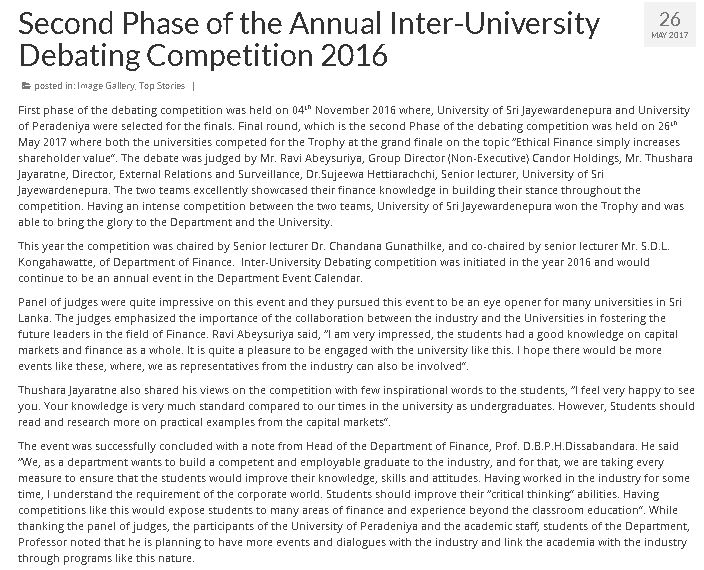 Second Phase of the Annual Inter-University
Debating Competition 2016
26
MAY 2017
posted in: Image Gallery, Top Stories |
First phase of the debating competition was held on 04th November 2016 where, University of Sri Jayewardenepura and University
of Peradeniya were selected for the finals. Final round, which is the second Phase of the debating competition was held on 26th
May 2017 where both the universities competed for the Trophy at the grand finale on the topic “Ethical Finance simply increases
shareholder value”. The debate was judged by Mr. Ravi Abeysuriya, Group Director (Non-Executive) Candor Holdings, Mr. Thushara
Jayaratne, Director, External Relations and Surveillance, Dr.Sujeewa Hettiarachchi, Senior lecturer, University of Sri
Jayewardenepura. The two teams excellently showcased their finance knowledge in building their stance throughout the
competition. Having an intense competition between the two teams, University of Sri Jayewardenepura won the Trophy and was
able to bring the glory to the Department and the University.
This year the competition was chaired by Senior lecturer Dr. Chandana Gunathilke, and co-chaired by senior lecturer Mr. S.D.L.
Kongahawatte, of Department of Finance.  Inter-University Debating competition was initiated in the year 2016 and would
continue to be an annual event in the Department Event Calendar.
Panel of judges were quite impressive on this event and they pursued this event to be an eye opener for many universities in Sri
Lanka. The judges emphasized the importance of the collaboration between the industry and the Universities in fostering the
future leaders in the field of Finance. Ravi Abeysuriya said, “I am very impressed, the students had a good knowledge on capital
markets and finance as a whole. It is quite a pleasure to be engaged with the university like this. I hope there would be more
events like these, where, we as representatives from the industry can also be involved”.
Thushara Jayaratne also shared his views on the competition with few inspirational words to the students, “I feel very happy to see
you. Your knowledge is very much standard compared to our times in the university as undergraduates. However, Students should
read and research more on practical examples from the capital markets”.
The event was successfully concluded with a note from Head of the Department of Finance, Prof. D.B.P.H.Dissabandara. He said
“We, as a department wants to build a competent and employable graduate to the industry, and for that, we are taking every
measure to ensure that the students would improve their knowledge, skills and attitudes. Having worked in the industry for some
time, I understand the requirement of the corporate world. Students should improve their “critical thinking” abilities. Having
competitions like this would expose students to many areas of finance and experience beyond the classroom education”. While
thanking the panel of judges, the participants of the University of Peradeniya and the academic staff, students of the Department,
Professor noted that he is planning to have more events and dialogues with the industry and link the academia with the industry
through programs like this nature.